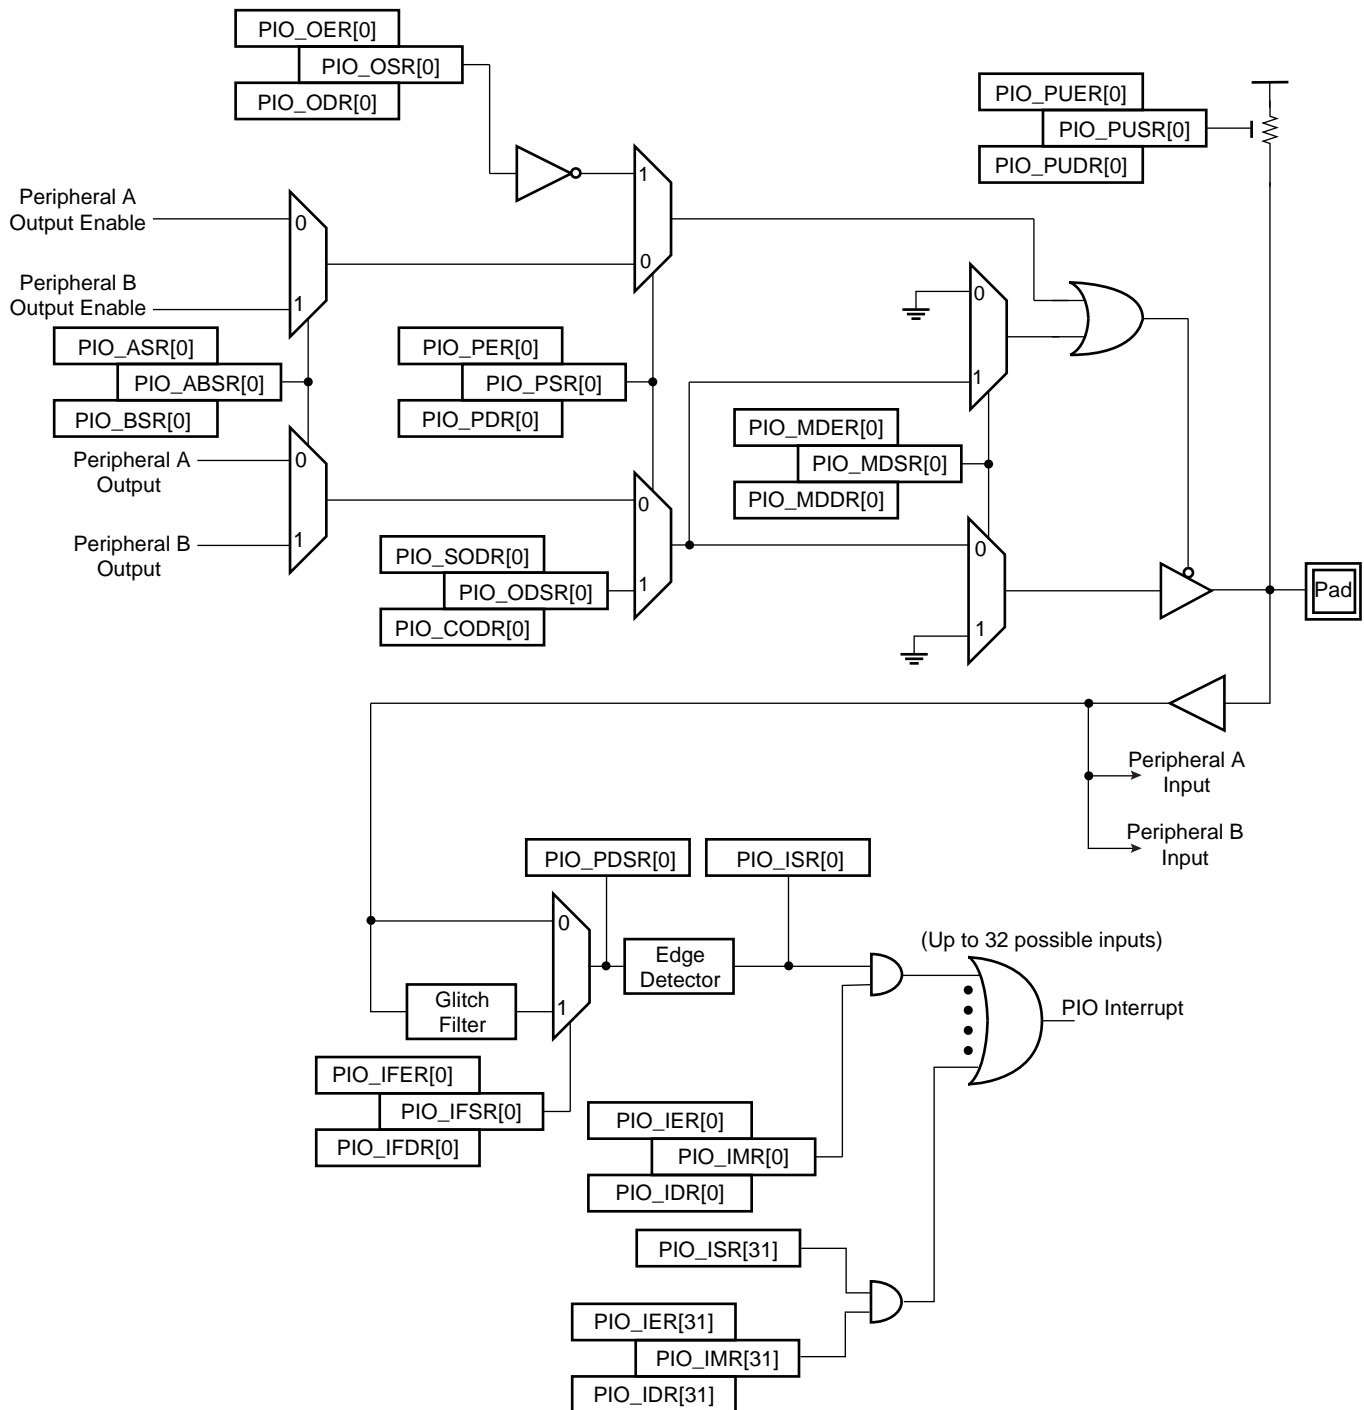 PIO_OER[0]
PIO_OSR[0]
PIO_ODR[0]
PIO_PUER[0]
PIO_PUSR[0]
PIO_PUDR[0]
1
0
Peripheral A
Output Enable
0
Peripheral B
Output Enable
1
0
1
PIO_ASR[0]
PIO_ABSR[0]
PIO_BSR[0]
PIO_PER[0]
PIO_PSR[0]
PIO_PDR[0]
PIO_MDER[0]
PIO_MDSR[0]
PIO_MDDR[0]
Peripheral A
Output
0
Peripheral B
Output
1
0
1
PIO_SODR[0]
PIO_ODSR[0]
PIO_CODR[0]
0
1
Pad
Peripheral A
Input
Peripheral B
Input
PIO_PDSR[0]
PIO_ISR[0]
0
1
Glitch
Filter
Edge
Detector
(Up to 32 possible inputs)
PIO Interrupt
PIO_IFER[0]
PIO_IFSR[0]
PIO_IFDR[0]
PIO_IER[0]
PIO_IMR[0]
PIO_IDR[0]
PIO_ISR[31]
PIO_IER[31]
PIO_IMR[31]
PIO_IDR[31]